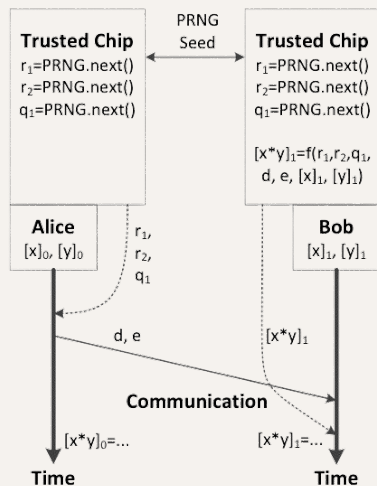 PRNG
Seed
Trusted Chip
r₁=PRNG.next()
r₂=PRNG.next()
q₁=PRNG.next()
Trusted Chip
r₁=PRNG.next()
r₂=PRNG.next()
q₁=PRNG.next()
[x*y]₁=f(r₁,r₂,q₁,
d, e, [x]₁, [y]₁)
Alice
[x]₀, [y]₀
r₁,
r₂,
q₁
Bob
[x]₁, [y]₁
d, e
[x*y]₁
Communication
[x*y]₀=...
[x*y]₁=...
Time
Time